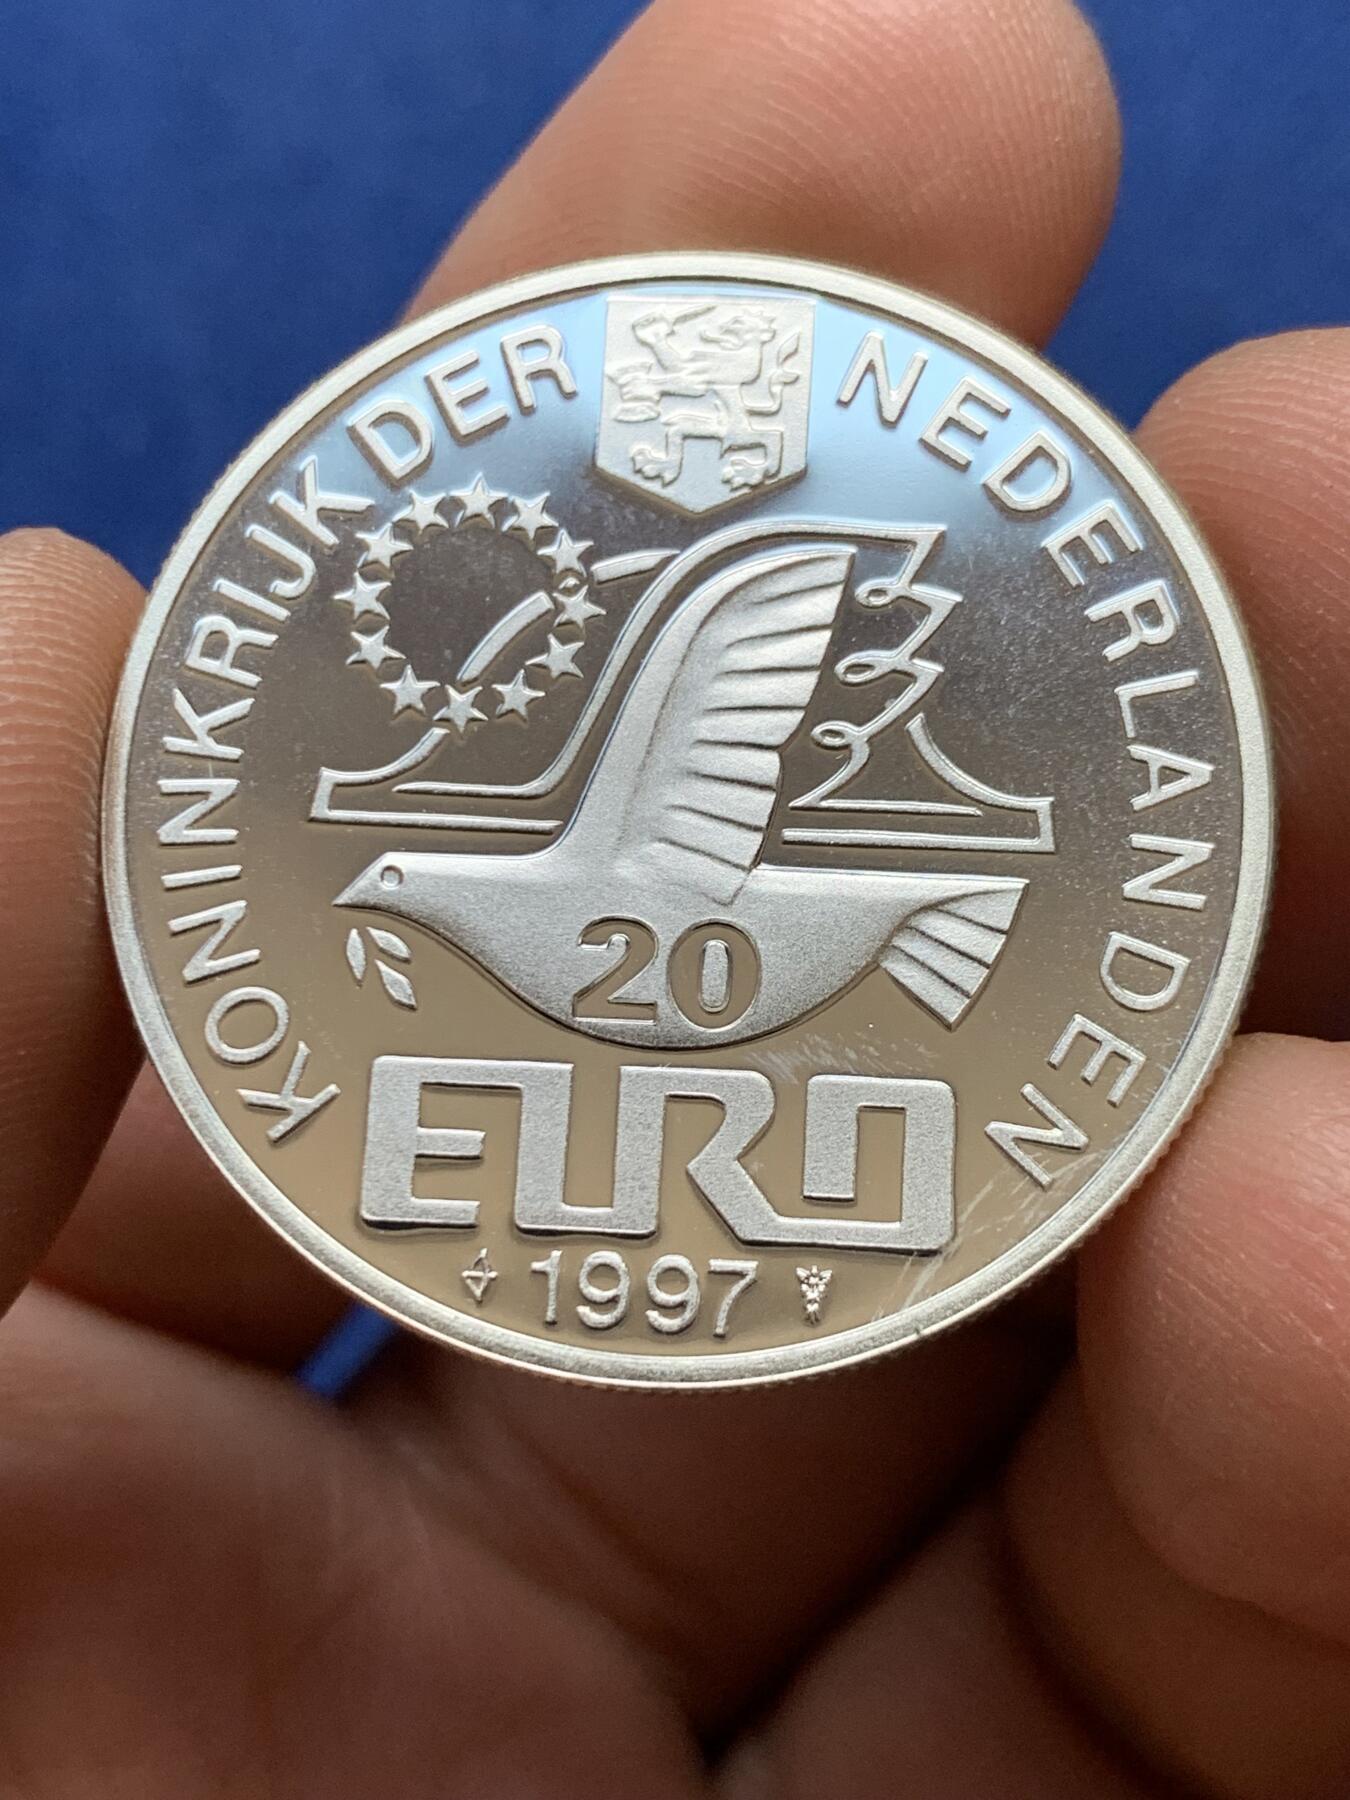 KONINKRIJK DER NEDERLANDEN
20
EURO
1997